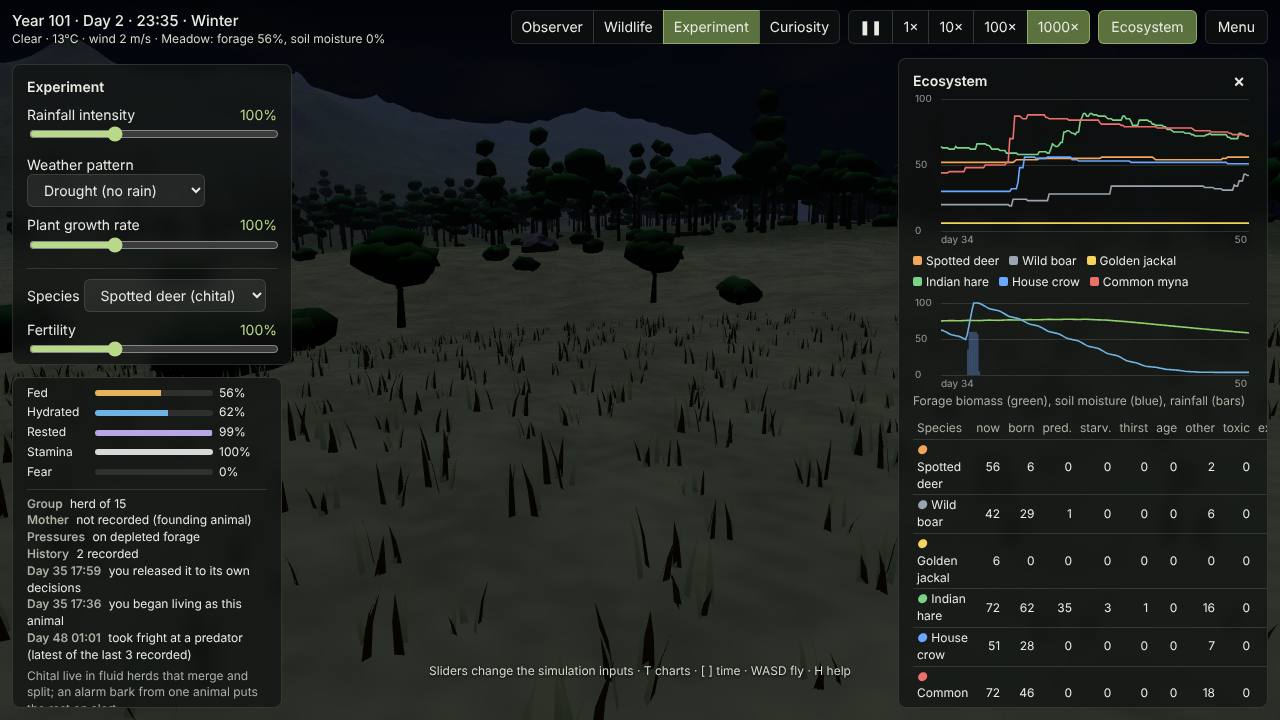 Year 101 · Day 2 · 23:35 · Winter
Clear · 13°C · wind 2 m/s · Meadow: forage 56%, soil moisture 0%
Observer Wildlife Experiment Curiosity ❚❚ 1× 10× 100× 1000× Ecosystem Menu
Experiment
Rainfall intensity 100%
Weather pattern
Drought (no rain)
Plant growth rate 100%
Species Spotted deer (chital)
Fertility 100%
Fed 56%
Hydrated 62%
Rested 99%
Stamina 100%
Fear 0%
Group herd of 15
Mother not recorded (founding animal)
Pressures on depleted forage
History 2 recorded
Day 35 17:59 you released it to its own
decisions
Day 35 17:36 you began living as this
animal
Day 48 01:01 took fright at a predator
(latest of the last 3 recorded)
Chital live in fluid herds that merge and
split; an alarm bark from one animal puts
Sliders change the simulation inputs · T charts · [ ] time · WASD fly · H help
Ecosystem ×
100
50
0
day 34 50
Spotted deer Wild boar Golden jackal
Indian hare House crow Common myna
100
50
0
day 34 50
Forage biomass (green), soil moisture (blue), rainfall (bars)
Species now born pred. starv. thirst age other toxic
Spotted deer 56 6 0 0 0 0 2 0
Wild boar 42 29 1 0 0 0 6 0
Golden jackal 6 0 0 0 0 0 0 0
Indian hare 72 62 35 3 1 0 16 0
House crow 51 28 0 0 0 0 7 0
Common 72 46 0 0 0 0 18 0